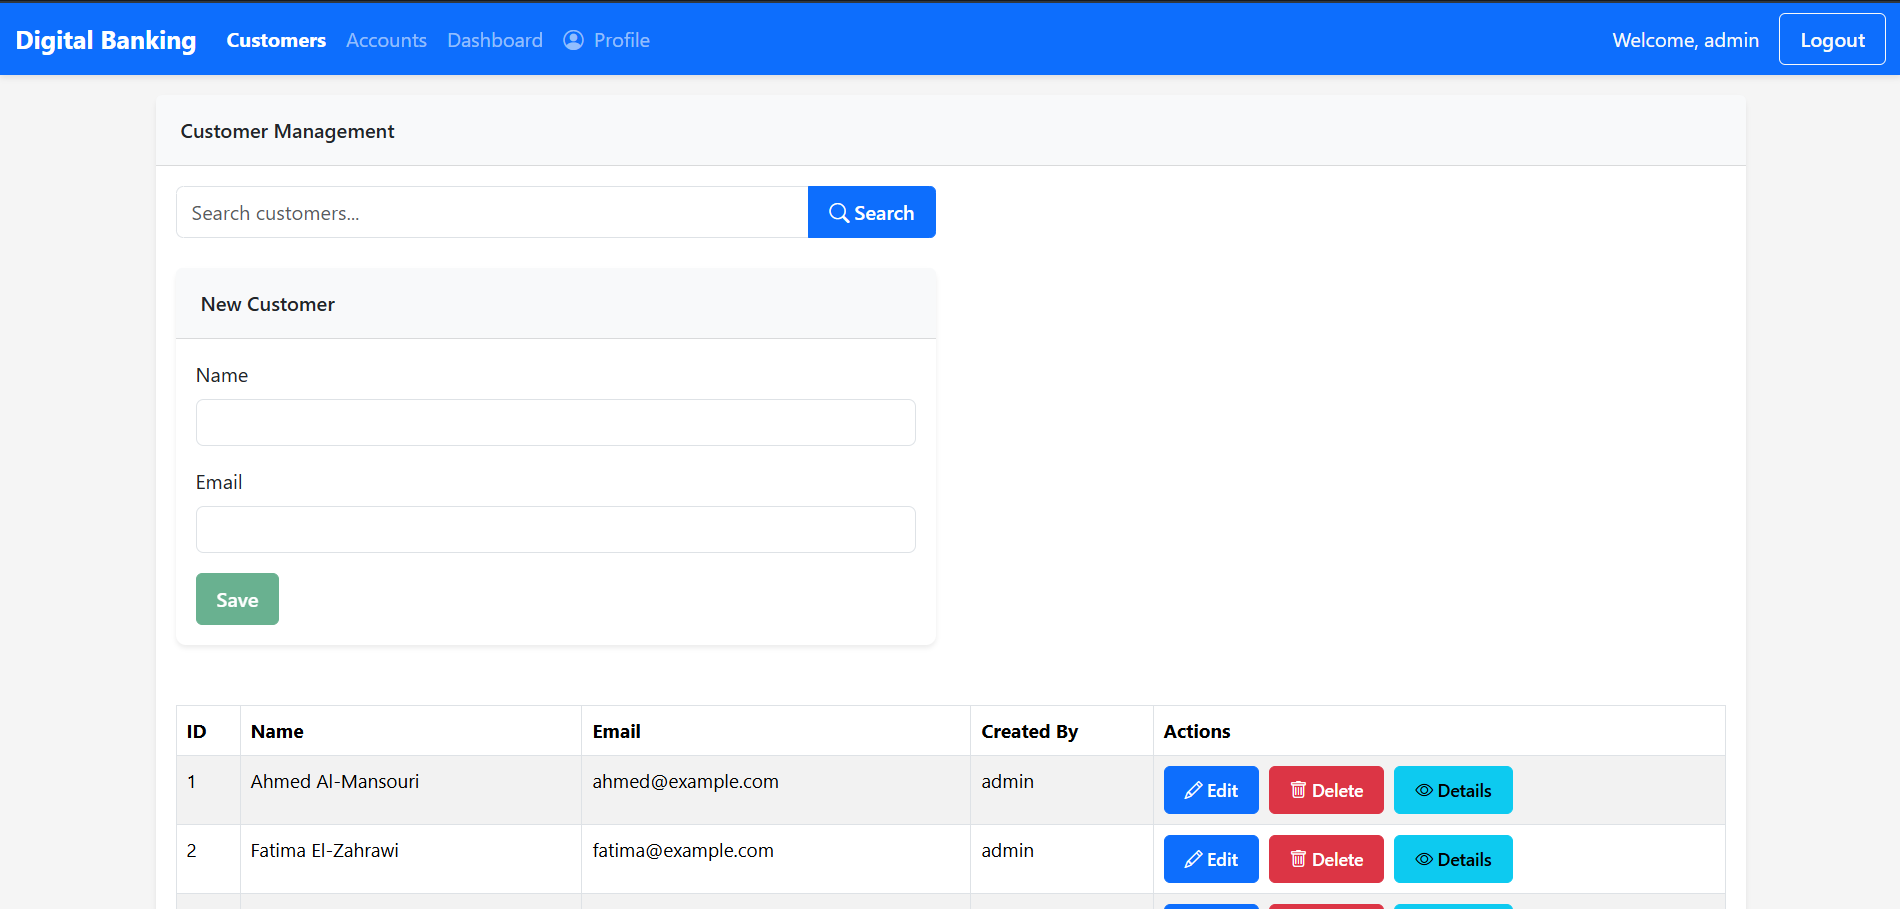 Digital Banking Customers Accounts Dashboard Profile Welcome, admin Logout
Customer Management
Search customers... Search
New Customer
Name
Email
Save
ID Name Email Created By Actions
1 Ahmed Al-Mansouri ahmed@example.com admin Edit Delete Details
2 Fatima El-Zahrawi fatima@example.com admin Edit Delete Details